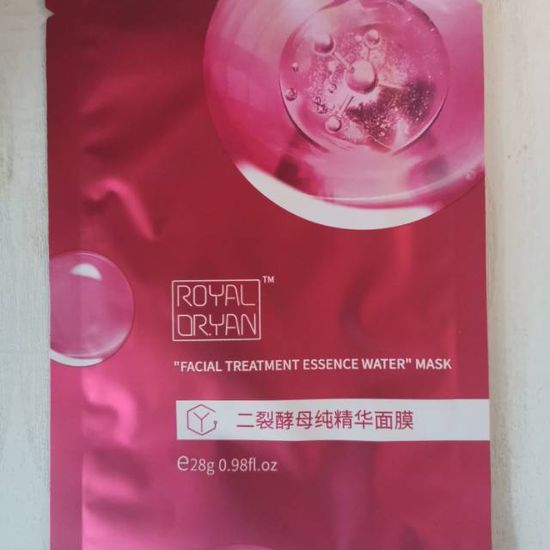 ROYAL
DRYAN
TM
"FACIAL TREATMENT ESSENCE WATER" MASK
二裂酵母纯精华面膜
e28g 0.98fl.oz